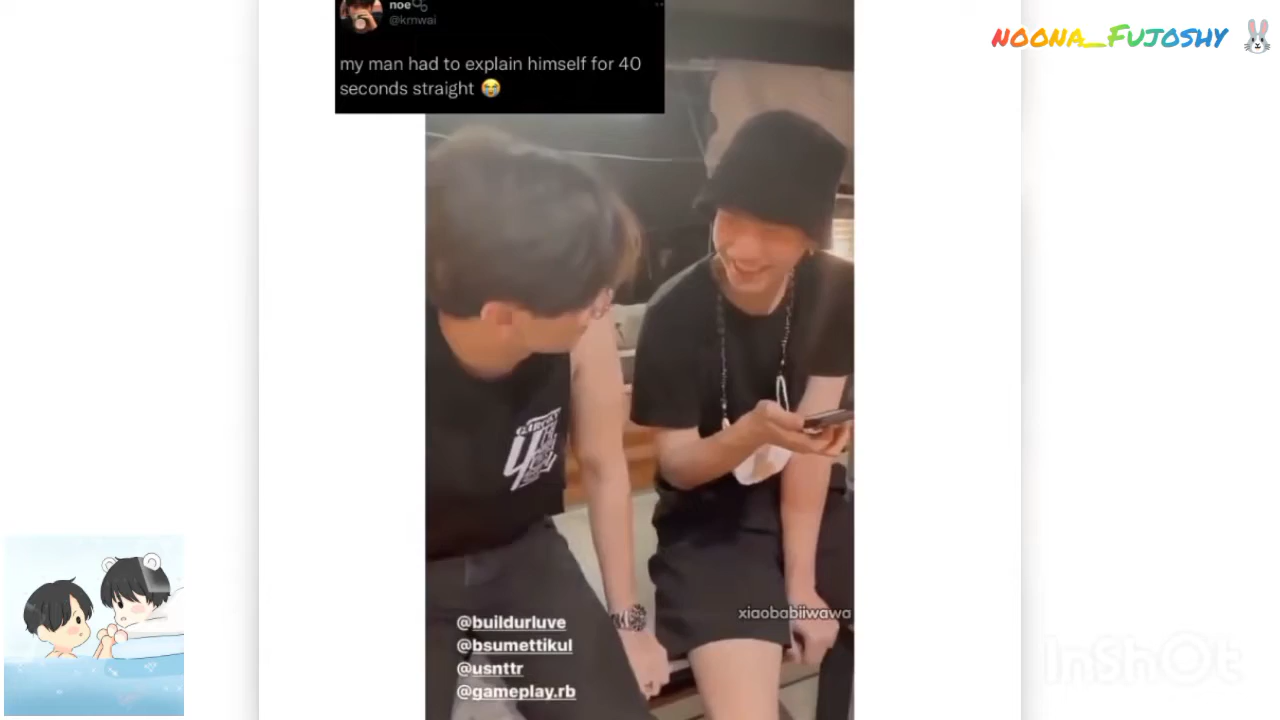 noe
@kmwai
my man had to explain himself for 40
seconds straight 😭
noona_Fujoshy 🐰
@buildurluve
@bsumettikul
@usnttr
@gameplay.rb
xiaobabiiwawa
InShOt